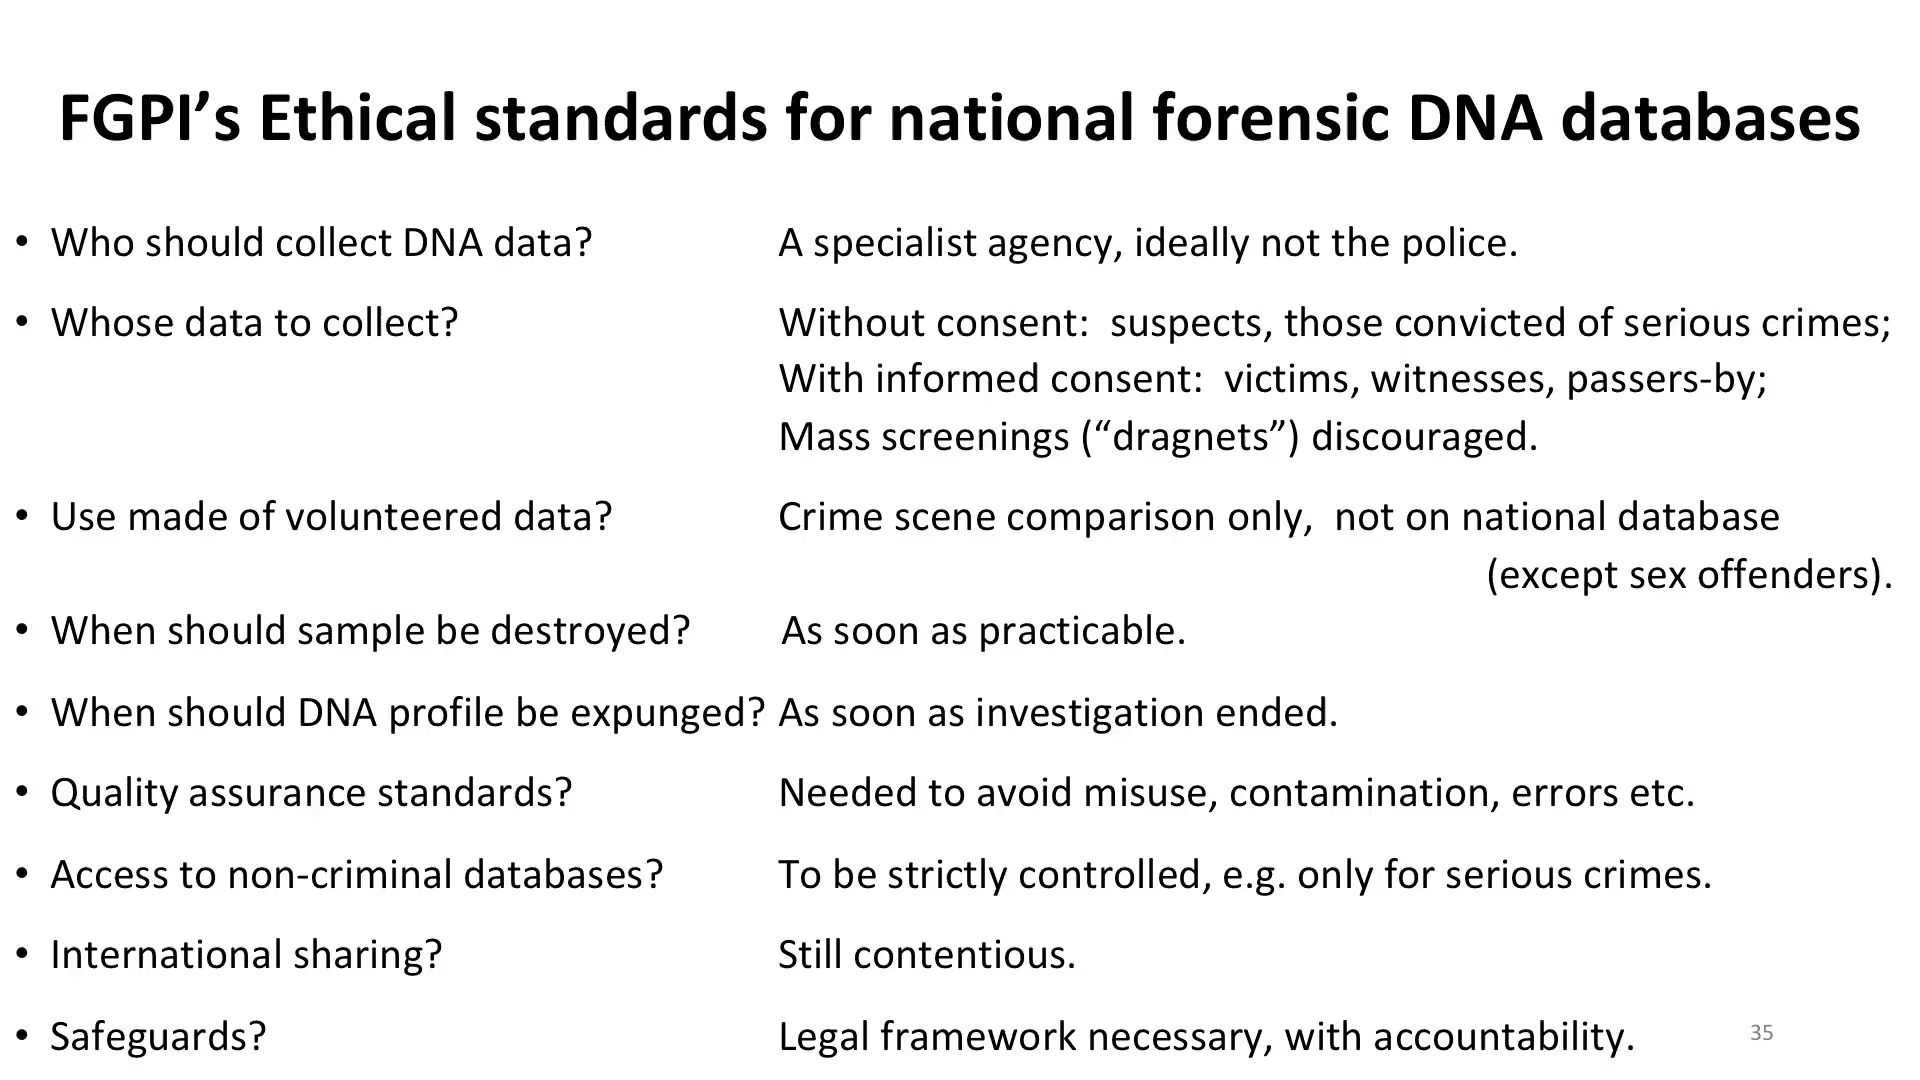 FGPI’s Ethical standards for national forensic DNA databases
• Who should collect DNA data? A specialist agency, ideally not the police.
• Whose data to collect? Without consent:  suspects, those convicted of serious crimes;
With informed consent:  victims, witnesses, passers-by;
Mass screenings (“dragnets”) discouraged.
• Use made of volunteered data? Crime scene comparison only,  not on national database
(except sex offenders).
• When should sample be destroyed? As soon as practicable.
• When should DNA profile be expunged? As soon as investigation ended.
• Quality assurance standards? Needed to avoid misuse, contamination, errors etc.
• Access to non-criminal databases? To be strictly controlled, e.g. only for serious crimes.
• International sharing? Still contentious.
• Safeguards? Legal framework necessary, with accountability.
35